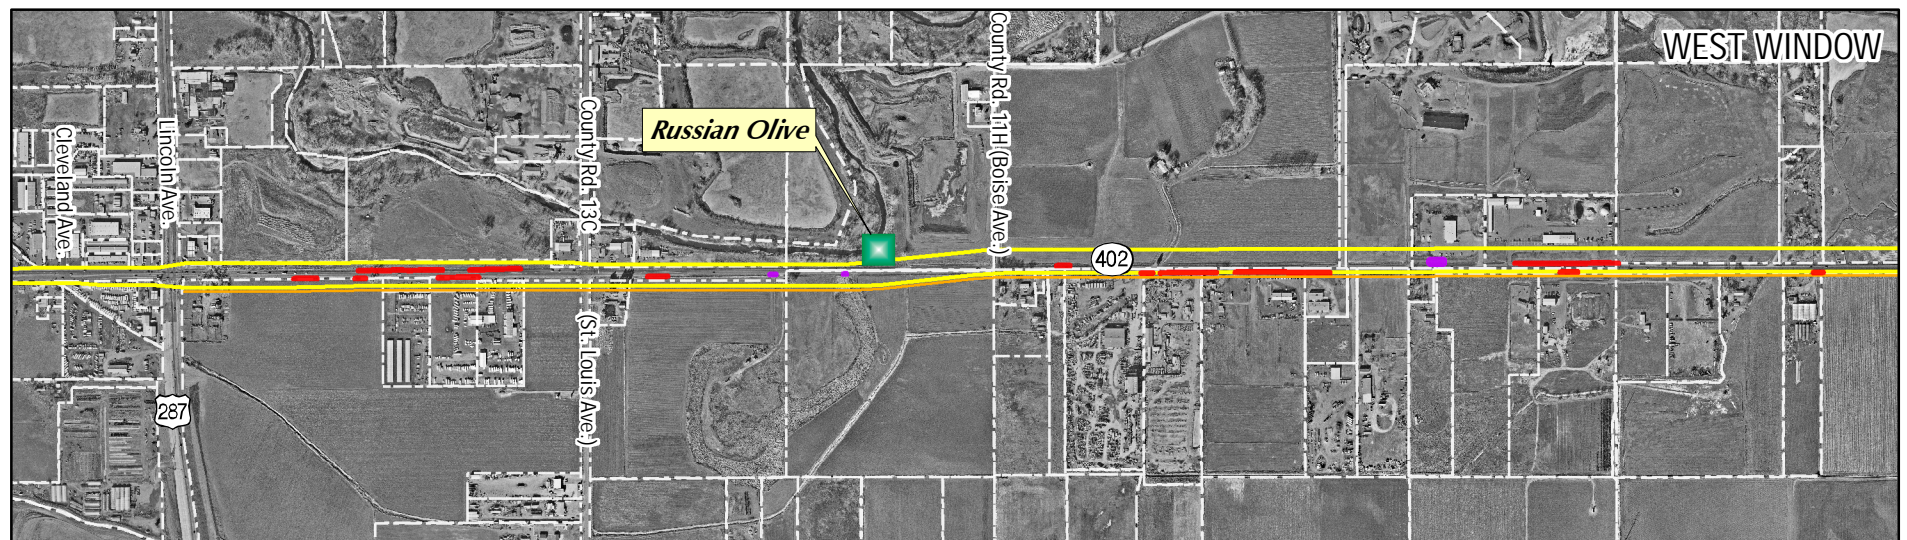 WEST WINDOW
Cleveland Ave.
Lincoln Ave.
County Rd. 13C
(St. Louis Ave.)
Russian Olive
County Rd. 11H (Boise Ave.)
402
287